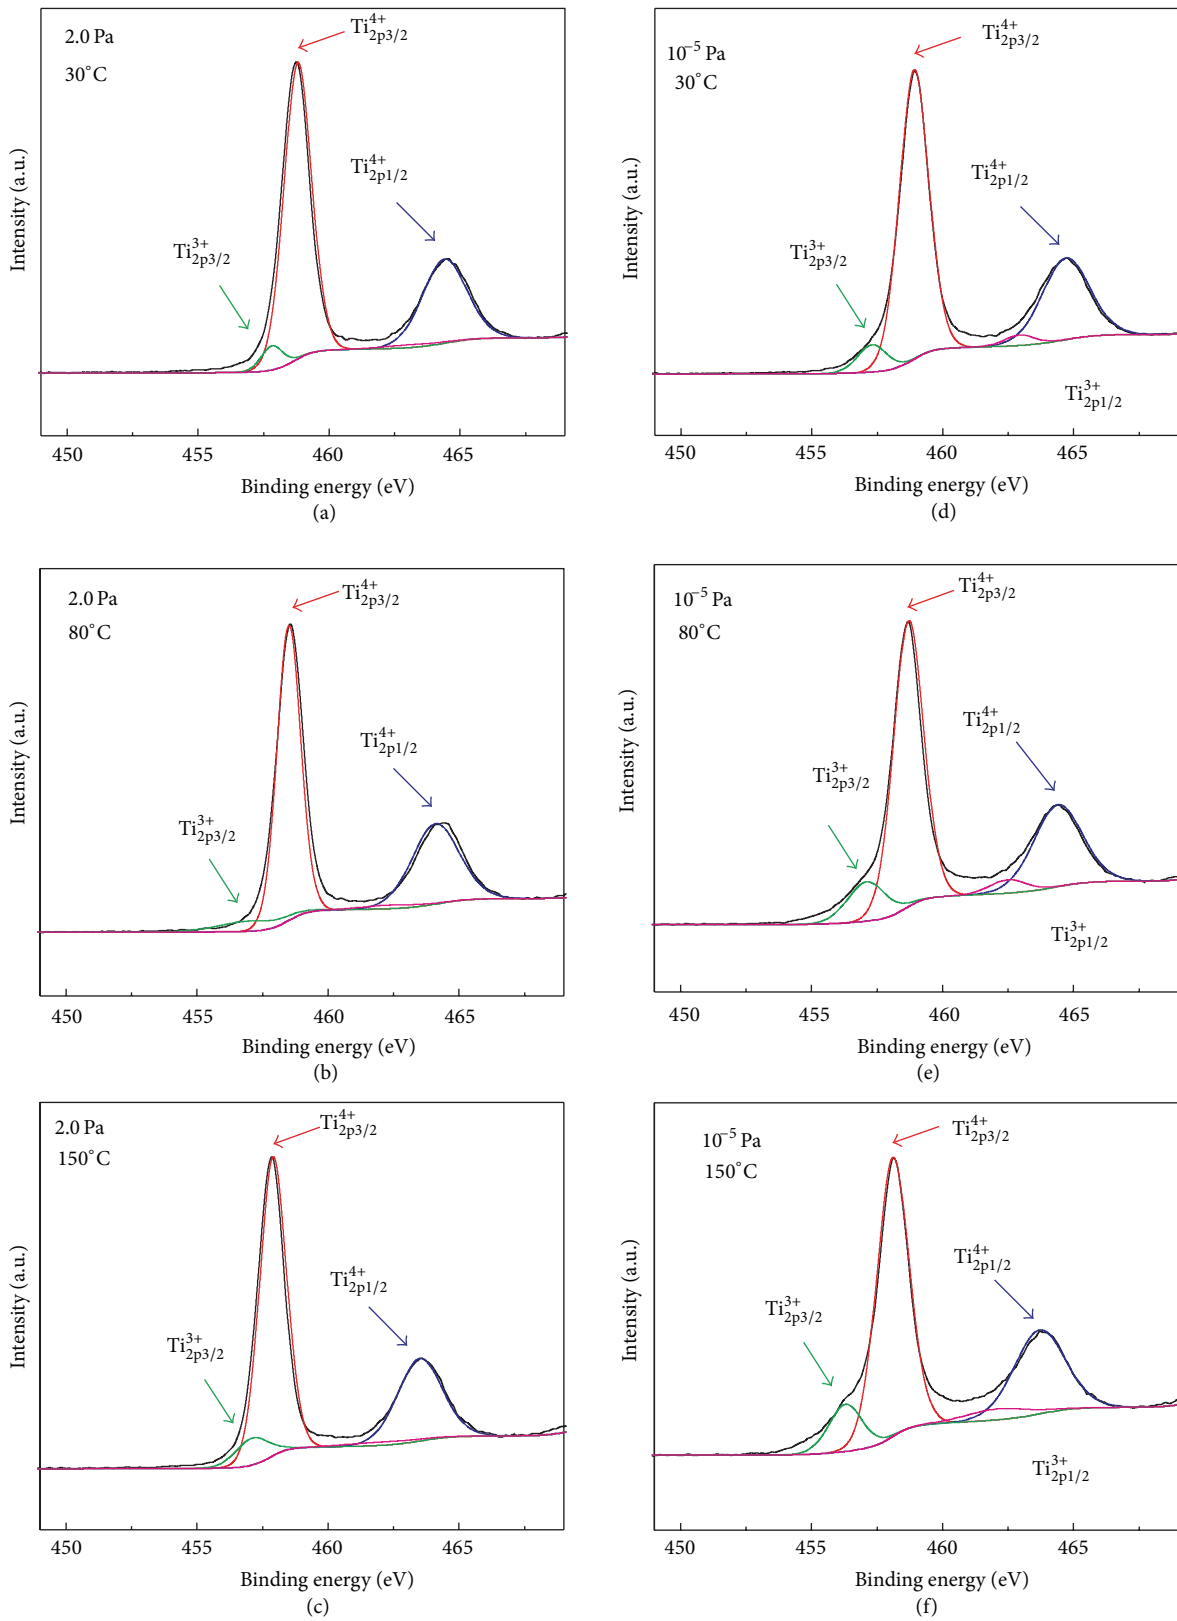 2.0 Pa
30°C
Ti4+2p3/2
Ti4+2p1/2
Ti3+2p3/2
Intensity (a.u.)
450 455 460 465
Binding energy (eV)
(a)
10−5 Pa
30°C
Ti4+2p3/2
Ti4+2p1/2
Ti3+2p3/2
Ti3+2p1/2
Intensity (a.u.)
450 455 460 465
Binding energy (eV)
(d)
2.0 Pa
80°C
Ti4+2p3/2
Ti4+2p1/2
Ti3+2p3/2
Intensity (a.u.)
450 455 460 465
Binding energy (eV)
(b)
10−5 Pa
80°C
Ti4+2p3/2
Ti4+2p1/2
Ti3+2p3/2
Ti3+2p1/2
Intensity (a.u.)
450 455 460 465
Binding energy (eV)
(e)
2.0 Pa
150°C
Ti4+2p3/2
Ti4+2p1/2
Ti3+2p3/2
Intensity (a.u.)
450 455 460 465
Binding energy (eV)
(c)
10−5 Pa
150°C
Ti4+2p3/2
Ti4+2p1/2
Ti3+2p3/2
Ti3+2p1/2
Intensity (a.u.)
450 455 460 465
Binding energy (eV)
(f)